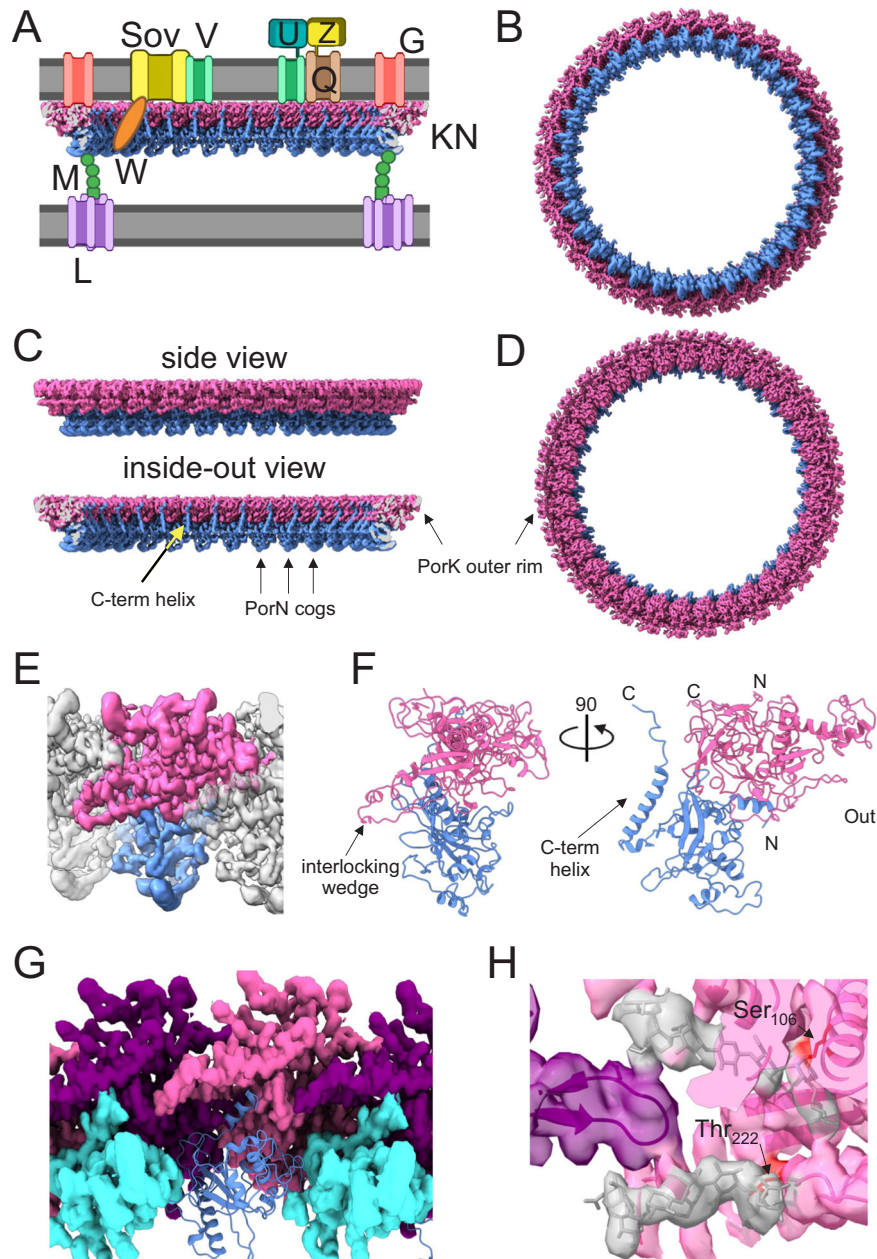 A
Sov
V
U
Z
Q
G
KN
M
W
L
B
C
side view
inside-out view
C-term helix
PorN cogs
PorK outer rim
D
E
F
interlocking
wedge
90
C
C
N
N
Out
C-term
helix
G
H
Ser106
Thr222